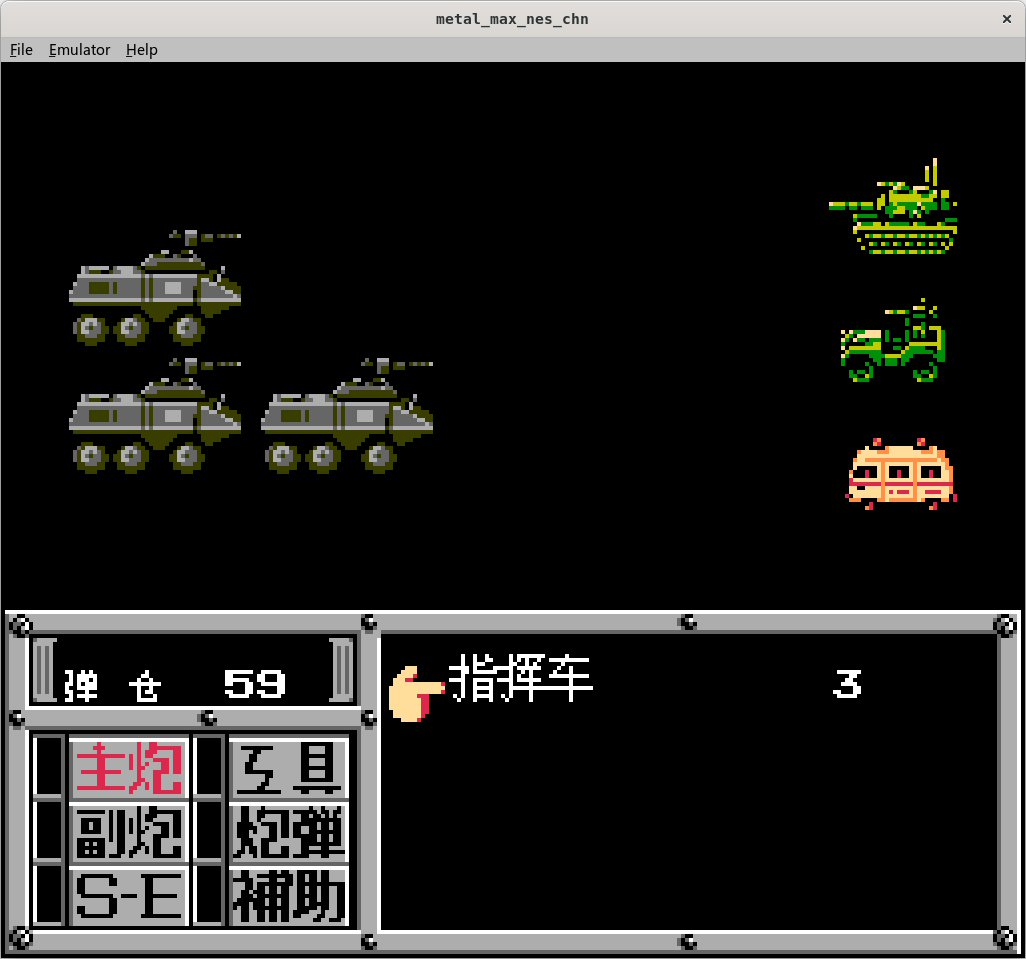 metal_max_nes_chn ×
File Emulator Help
弹 仓 59
指挥车 3
主炮 工具
副炮 炮弹
S-E 補助